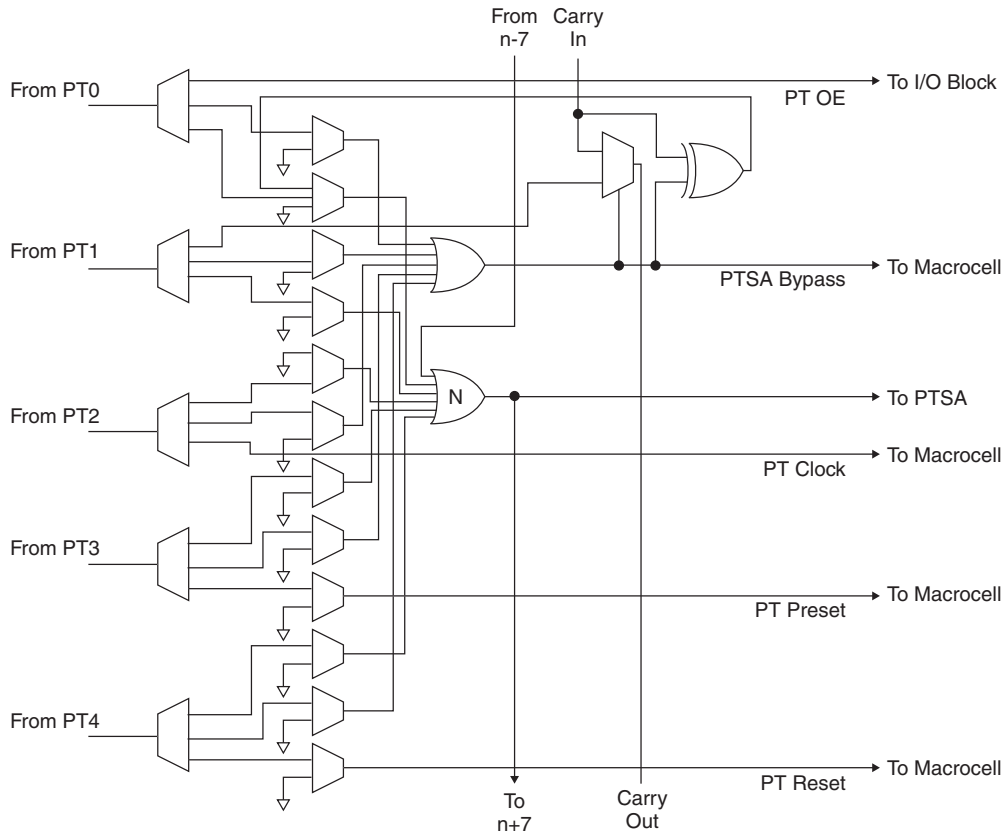 From
n-7
Carry
In
From PT0
To I/O Block
PT OE
From PT1
To Macrocell
PTSA Bypass
N
To PTSA
From PT2
To Macrocell
PT Clock
From PT3
To Macrocell
PT Preset
From PT4
To Macrocell
PT Reset
To
n+7
Carry
Out